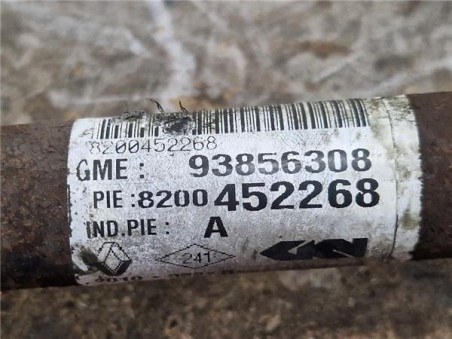 8200452268
GME : 93856308
PIE : 8200 452268
IND.PIE : A
241 GKN